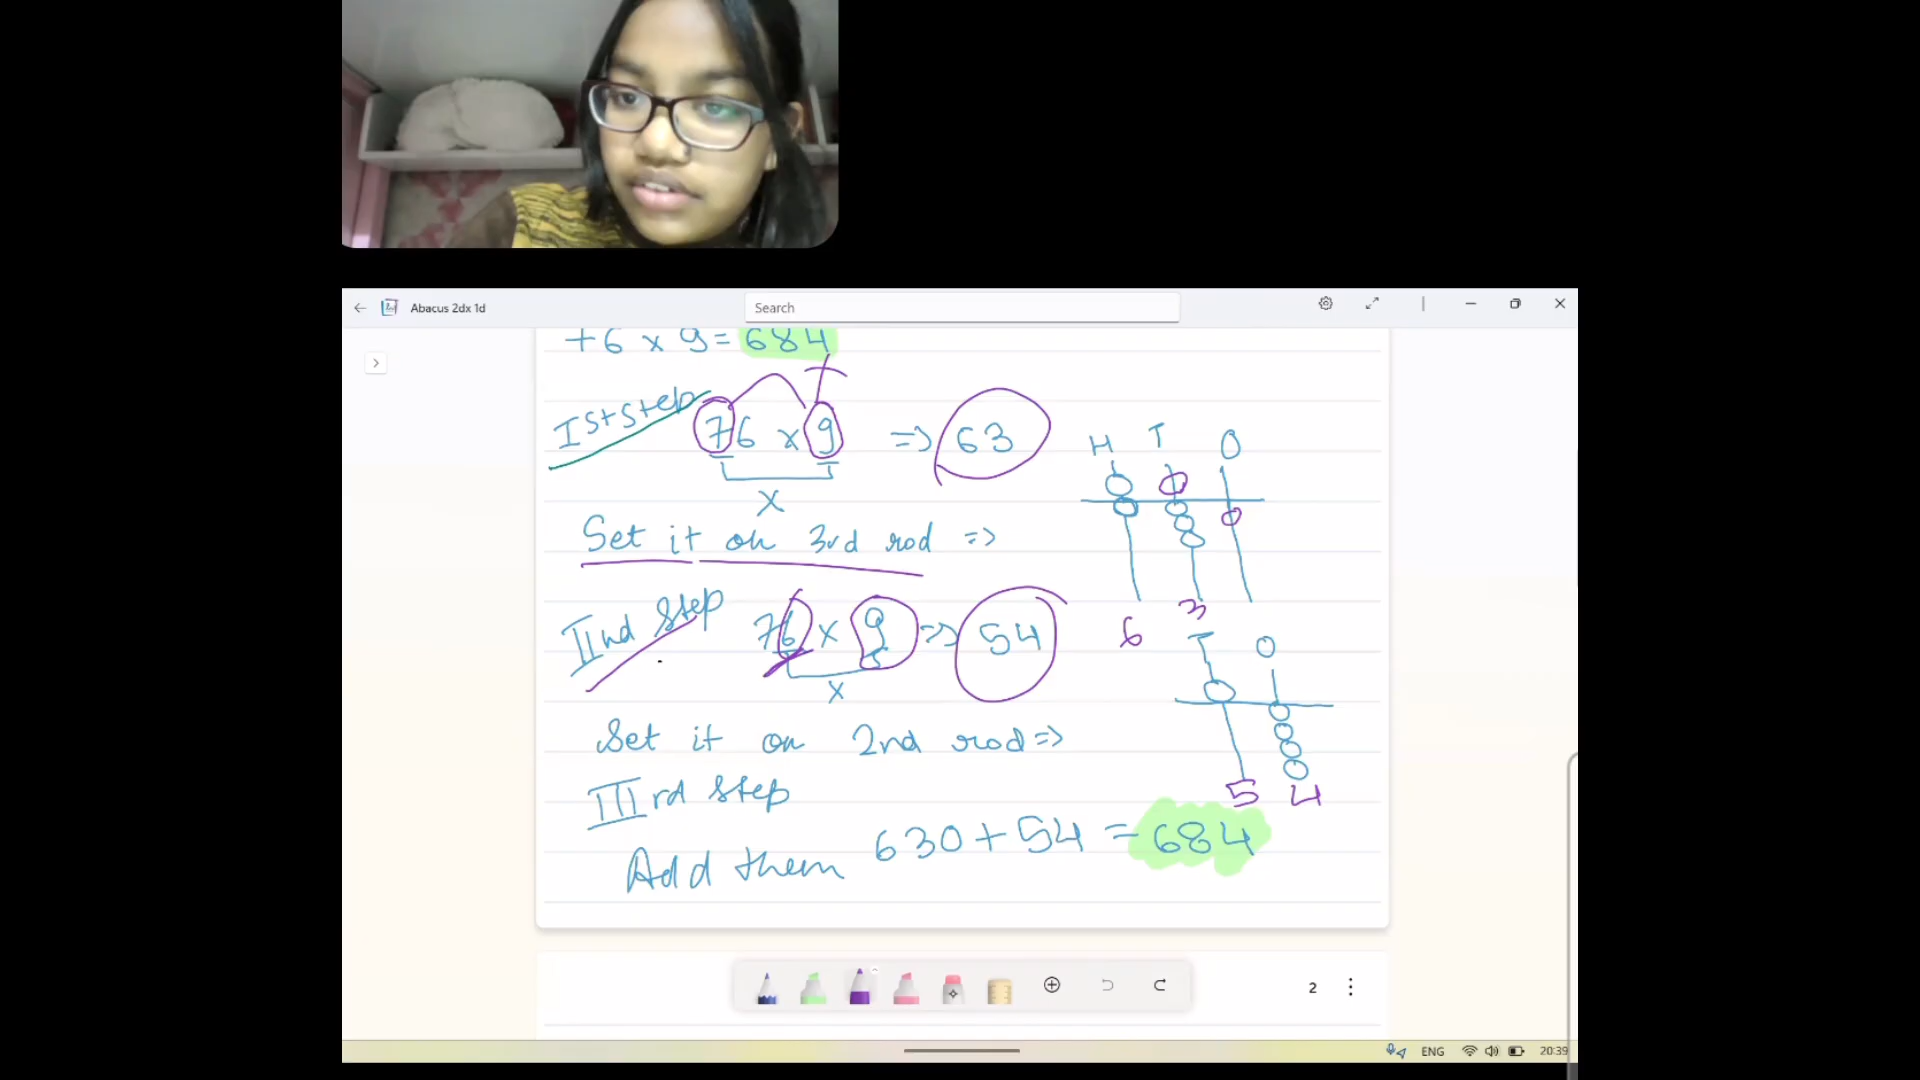 Abacus 2dx 1d
Search
+6 x 9 = 684
Ist step
76 x 9 => 63
H T O
X
Set it on 3rd rod =>
6 3
IInd step
76 x 9 => 54
T O
X
Set it on 2nd rod =>
5 4
IIIrd step
Add them 630 + 54 = 684
2
ENG
20:39